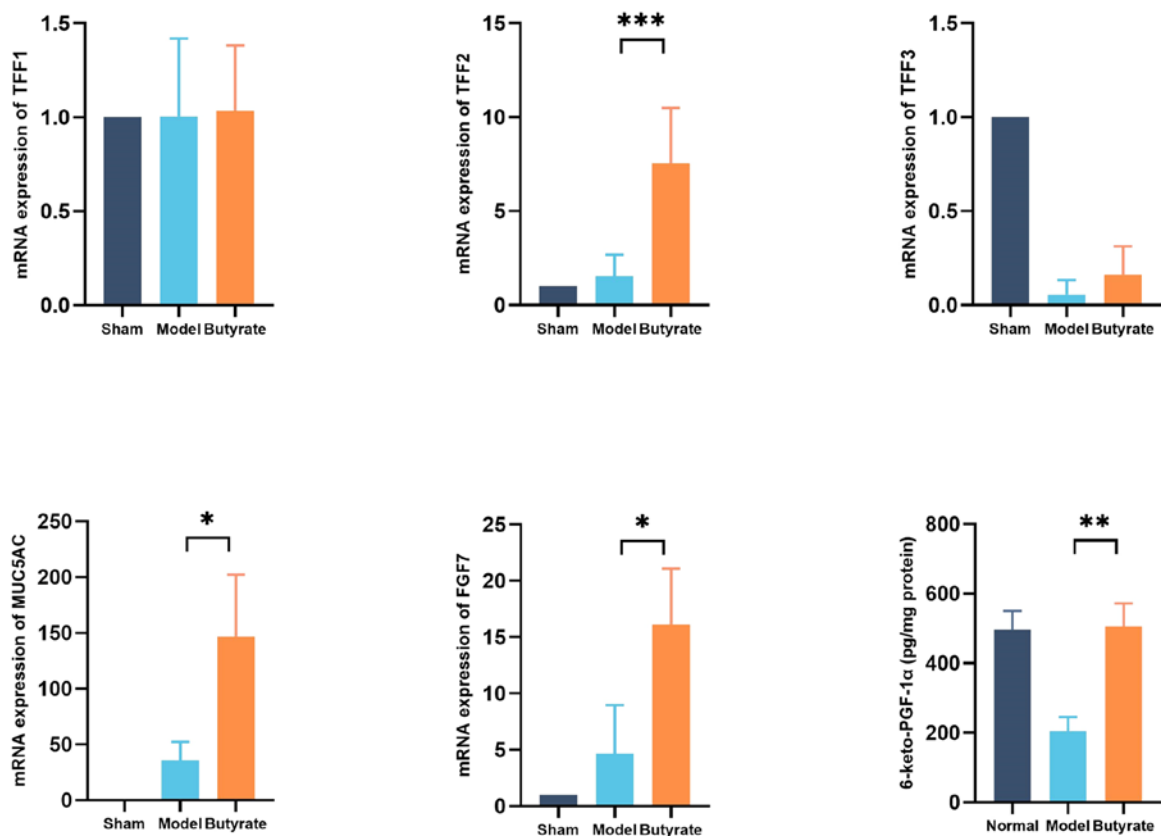 mRNA expression of TFF1
1.5
1.0
0.5
0.0
Sham Model Butyrate
mRNA expression of TFF2
15
10
5
0
***
Sham Model Butyrate
mRNA expression of TFF3
1.5
1.0
0.5
0.0
Sham Model Butyrate
mRNA expression of MUC5AC
250
200
150
100
50
0
*
Sham Model Butyrate
mRNA expression of FGF7
25
20
15
10
5
0
*
Sham Model Butyrate
6-keto-PGF-1α (pg/mg protein)
800
600
400
200
0
**
Normal Model Butyrate